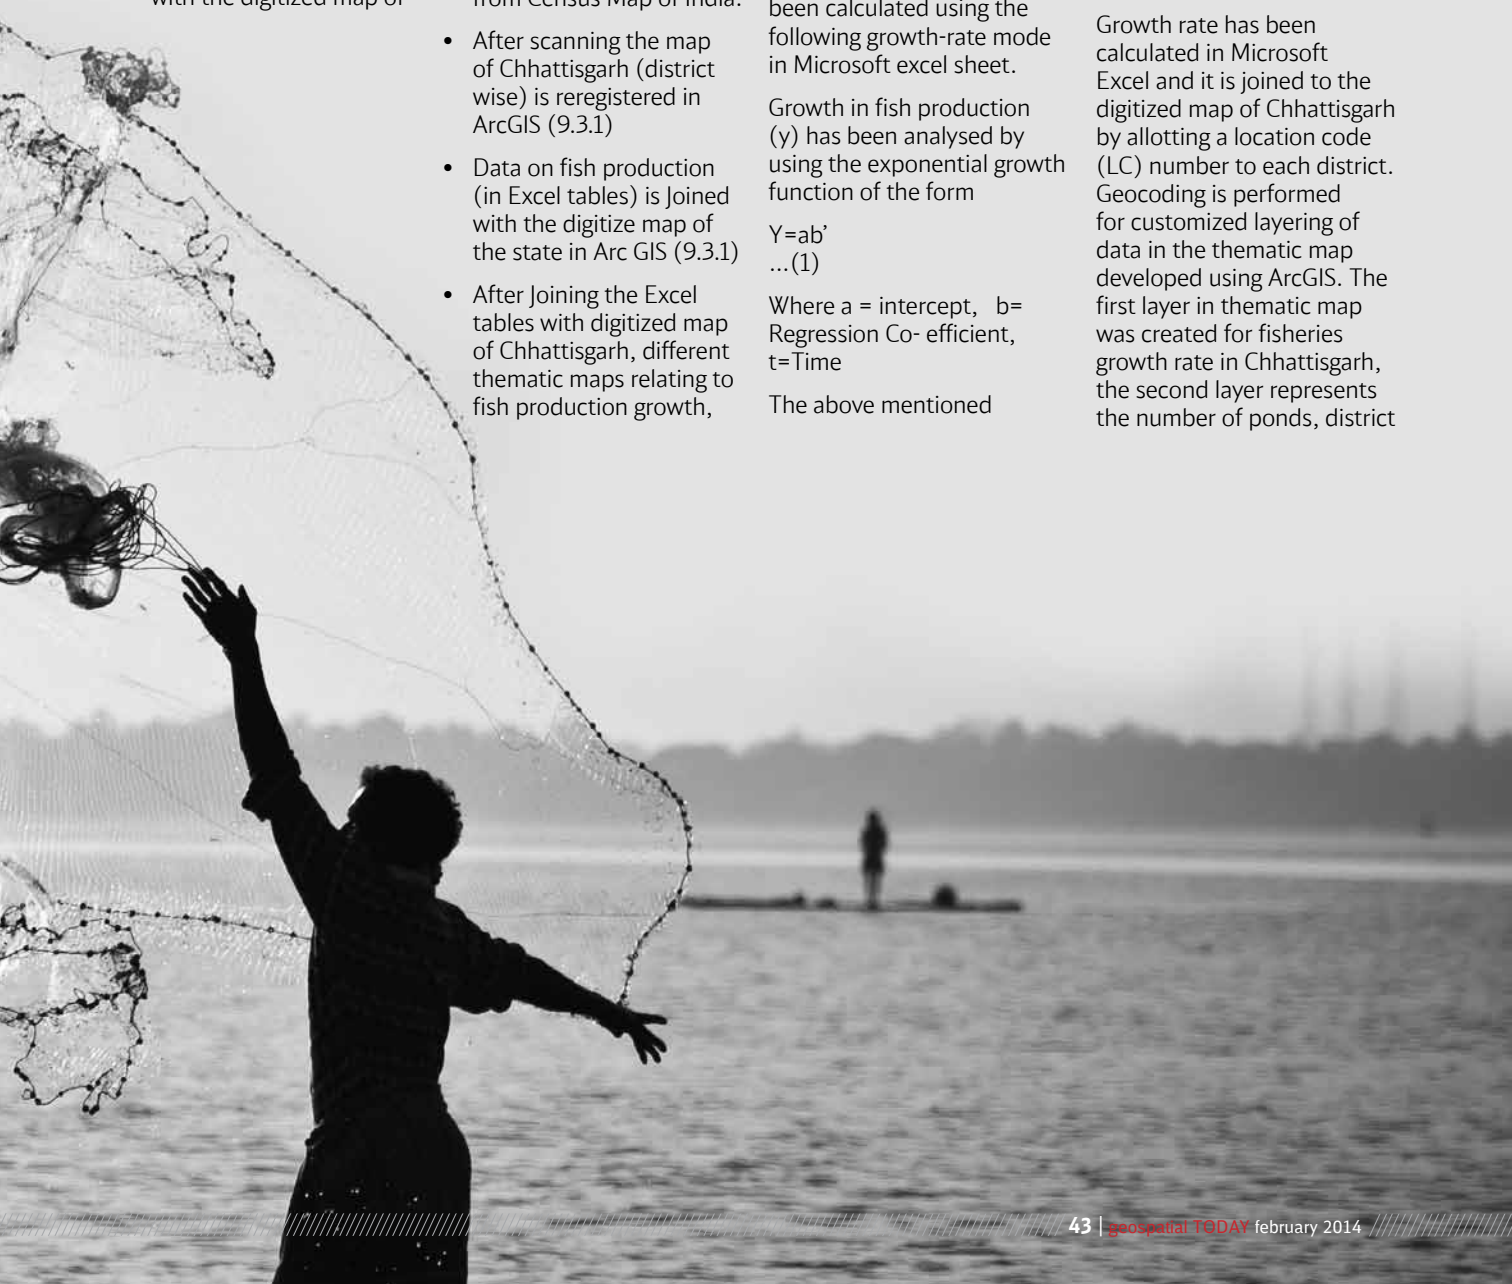 with the digitized map of
from Census Map of India.
• After scanning the map
of Chhattisgarh (district
wise) is reregistered in
ArcGIS (9.3.1)
• Data on fish production
(in Excel tables) is Joined
with the digitize map of
the state in Arc GIS (9.3.1)
• After Joining the Excel
tables with digitized map
of Chhattisgarh, different
thematic maps relating to
fish production growth,
been calculated using the
following growth-rate mode
in Microsoft excel sheet.
Growth in fish production
(y) has been analysed by
using the exponential growth
function of the form
Y=ab’
...(1)
Where a = intercept, b=
Regression Co- efficient,
t=Time
The above mentioned
Growth rate has been
calculated in Microsoft
Excel and it is joined to the
digitized map of Chhattisgarh
by allotting a location code
(LC) number to each district.
Geocoding is performed
for customized layering of
data in the thematic map
developed using ArcGIS. The
first layer in thematic map
was created for fisheries
growth rate in Chhattisgarh,
the second layer represents
the number of ponds, district
43 | geospatial TODAY february 2014